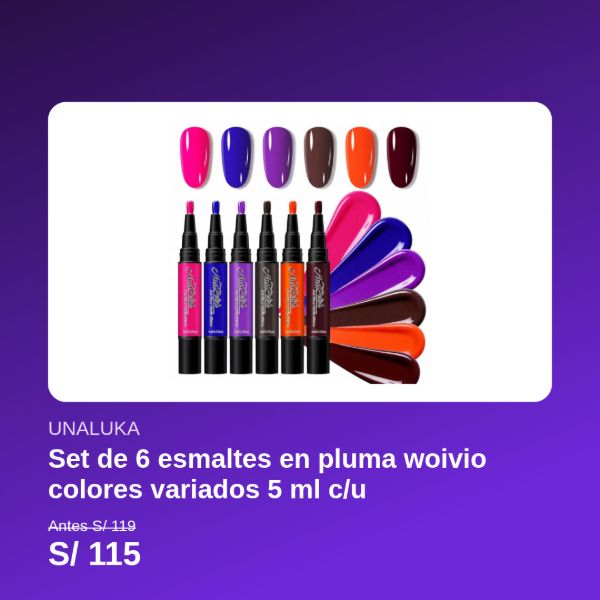 UNALUKA
Set de 6 esmaltes en pluma woivio
colores variados 5 ml c/u
Antes S/ 119
S/ 115